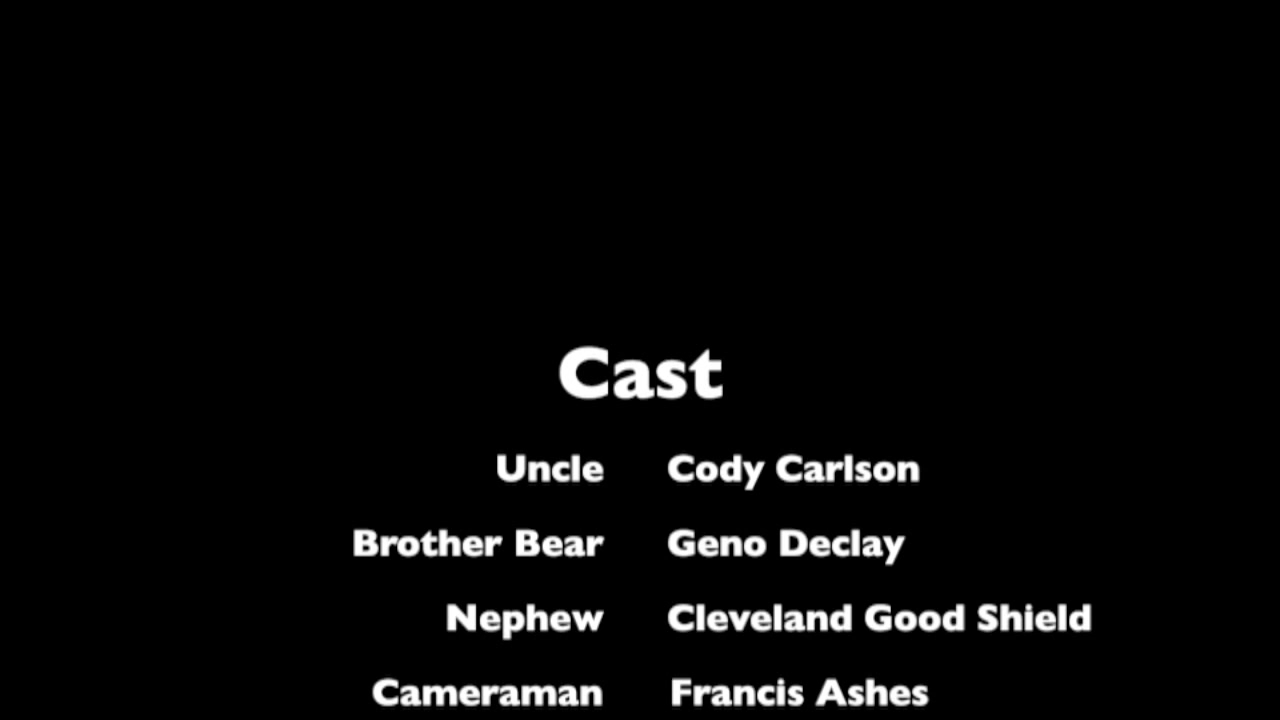 Cast
Uncle Cody Carlson
Brother Bear Geno Declay
Nephew Cleveland Good Shield
Cameraman Francis Ashes